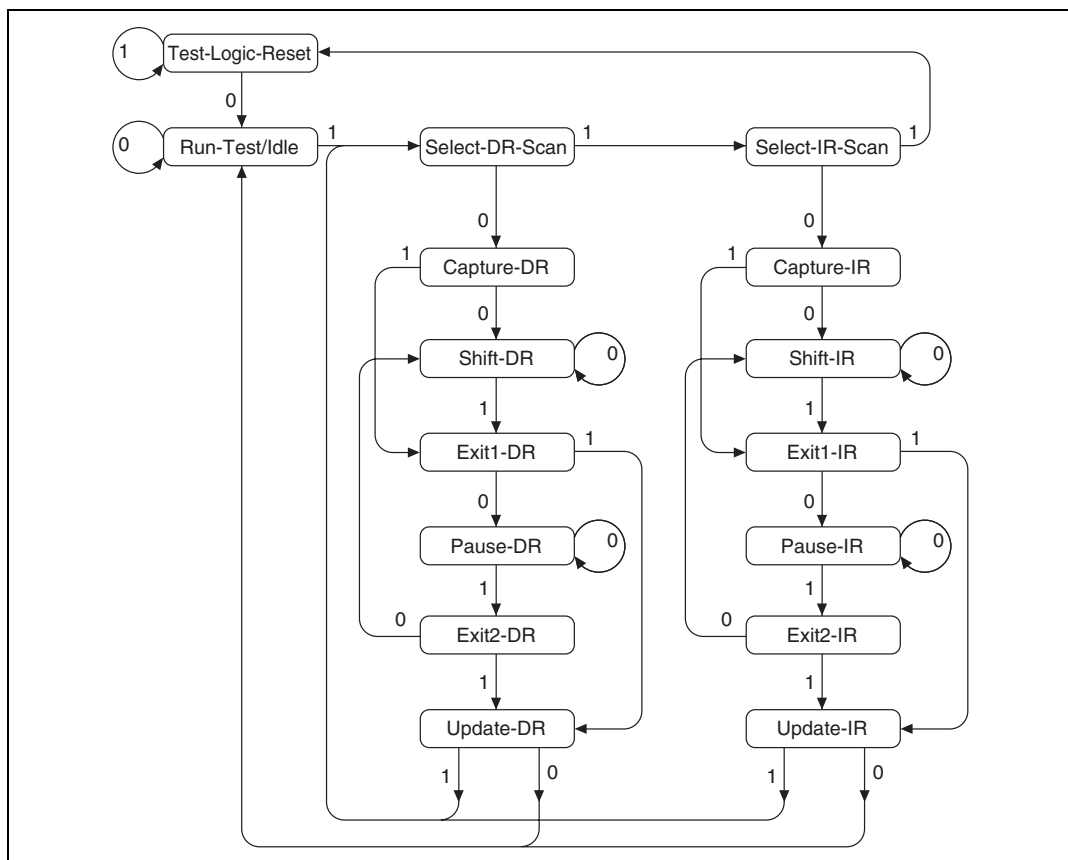 1 Test-Logic-Reset
0
0 Run-Test/Idle 1 Select-DR-Scan 1 Select-IR-Scan 1
0 0
1 Capture-DR 1 Capture-IR
0 0
Shift-DR 0 Shift-IR 0
1 1
Exit1-DR 1 Exit1-IR 1
0 0
Pause-DR 0 Pause-IR 0
1 1
0 Exit2-DR 0 Exit2-IR
1 1
Update-DR Update-IR
1 0 1 0